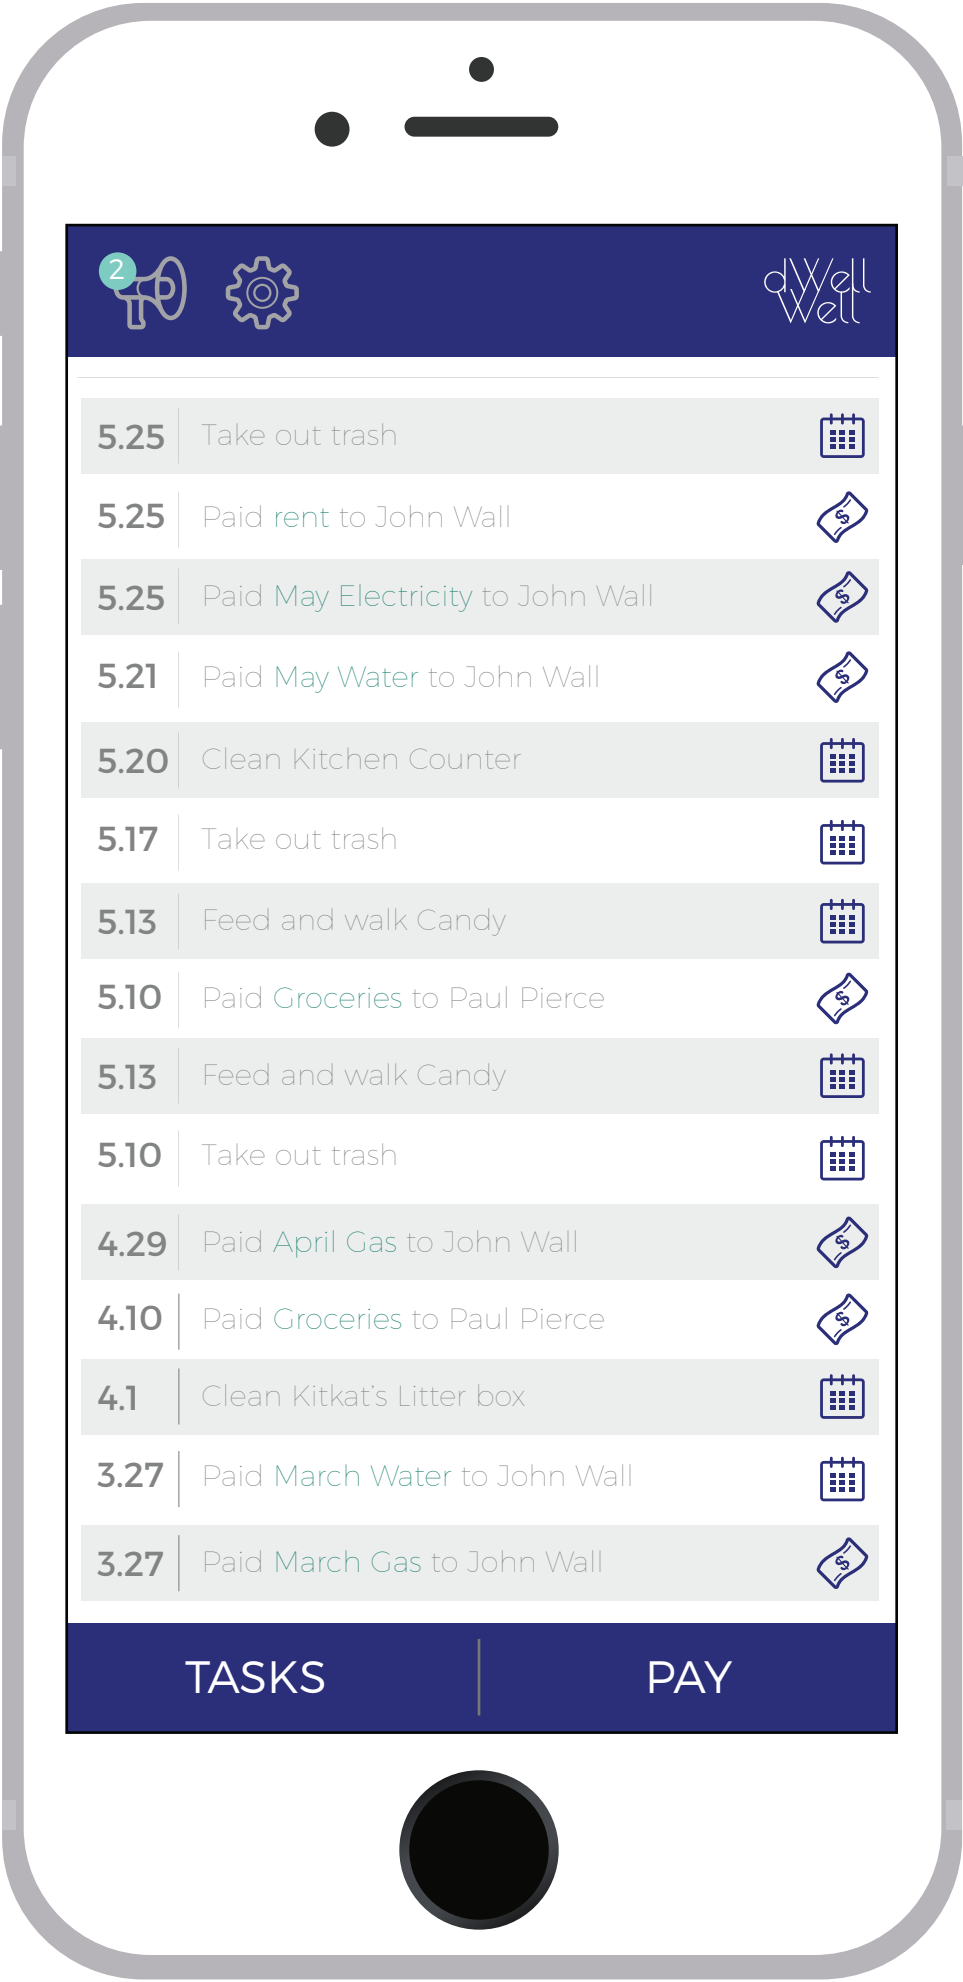 2
dWell
Well
5.25 Take out trash
5.25 Paid rent to John Wall
5.25 Paid May Electricity to John Wall
5.21 Paid May Water to John Wall
5.20 Clean Kitchen Counter
5.17 Take out trash
5.13 Feed and walk Candy
5.10 Paid Groceries to Paul Pierce
5.13 Feed and walk Candy
5.10 Take out trash
4.29 Paid April Gas to John Wall
4.10 Paid Groceries to Paul Pierce
4.1 Clean Kitkat's Litter box
3.27 Paid March Water to John Wall
3.27 Paid March Gas to John Wall
TASKS PAY